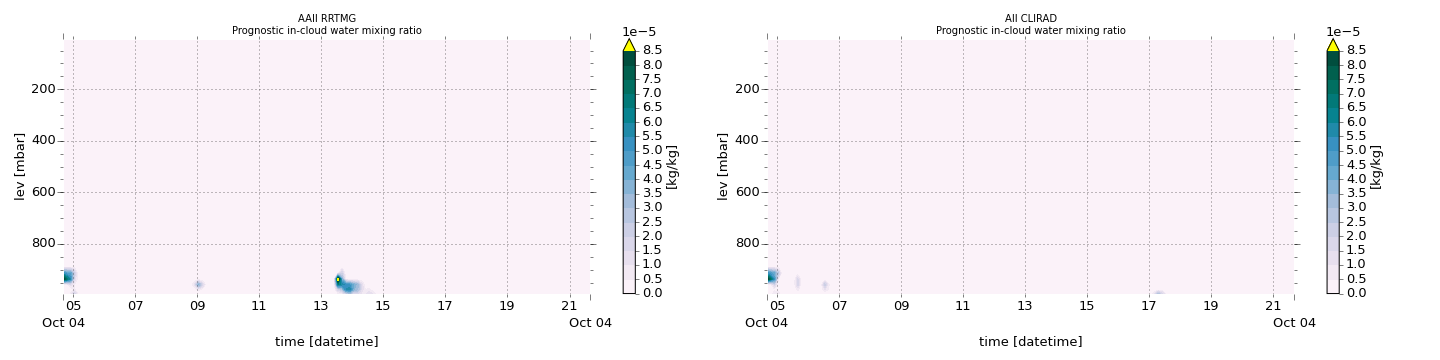 AAII RRTMG
Prognostic in-cloud water mixing ratio
lev [mbar]
200
400
600
800
05 07 09 11 13 15 17 19 21
Oct 04 Oct 04
time [datetime]
1e−5
8.5
8.0
7.5
7.0
6.5
6.0
5.5
5.0
4.5
4.0
3.5
3.0
2.5
2.0
1.5
1.0
0.5
0.0
[kg/kg]
All CLIRAD
Prognostic in-cloud water mixing ratio
lev [mbar]
200
400
600
800
05 07 09 11 13 15 17 19 21
Oct 04 Oct 04
time [datetime]
1e−5
8.5
8.0
7.5
7.0
6.5
6.0
5.5
5.0
4.5
4.0
3.5
3.0
2.5
2.0
1.5
1.0
0.5
0.0
[kg/kg]